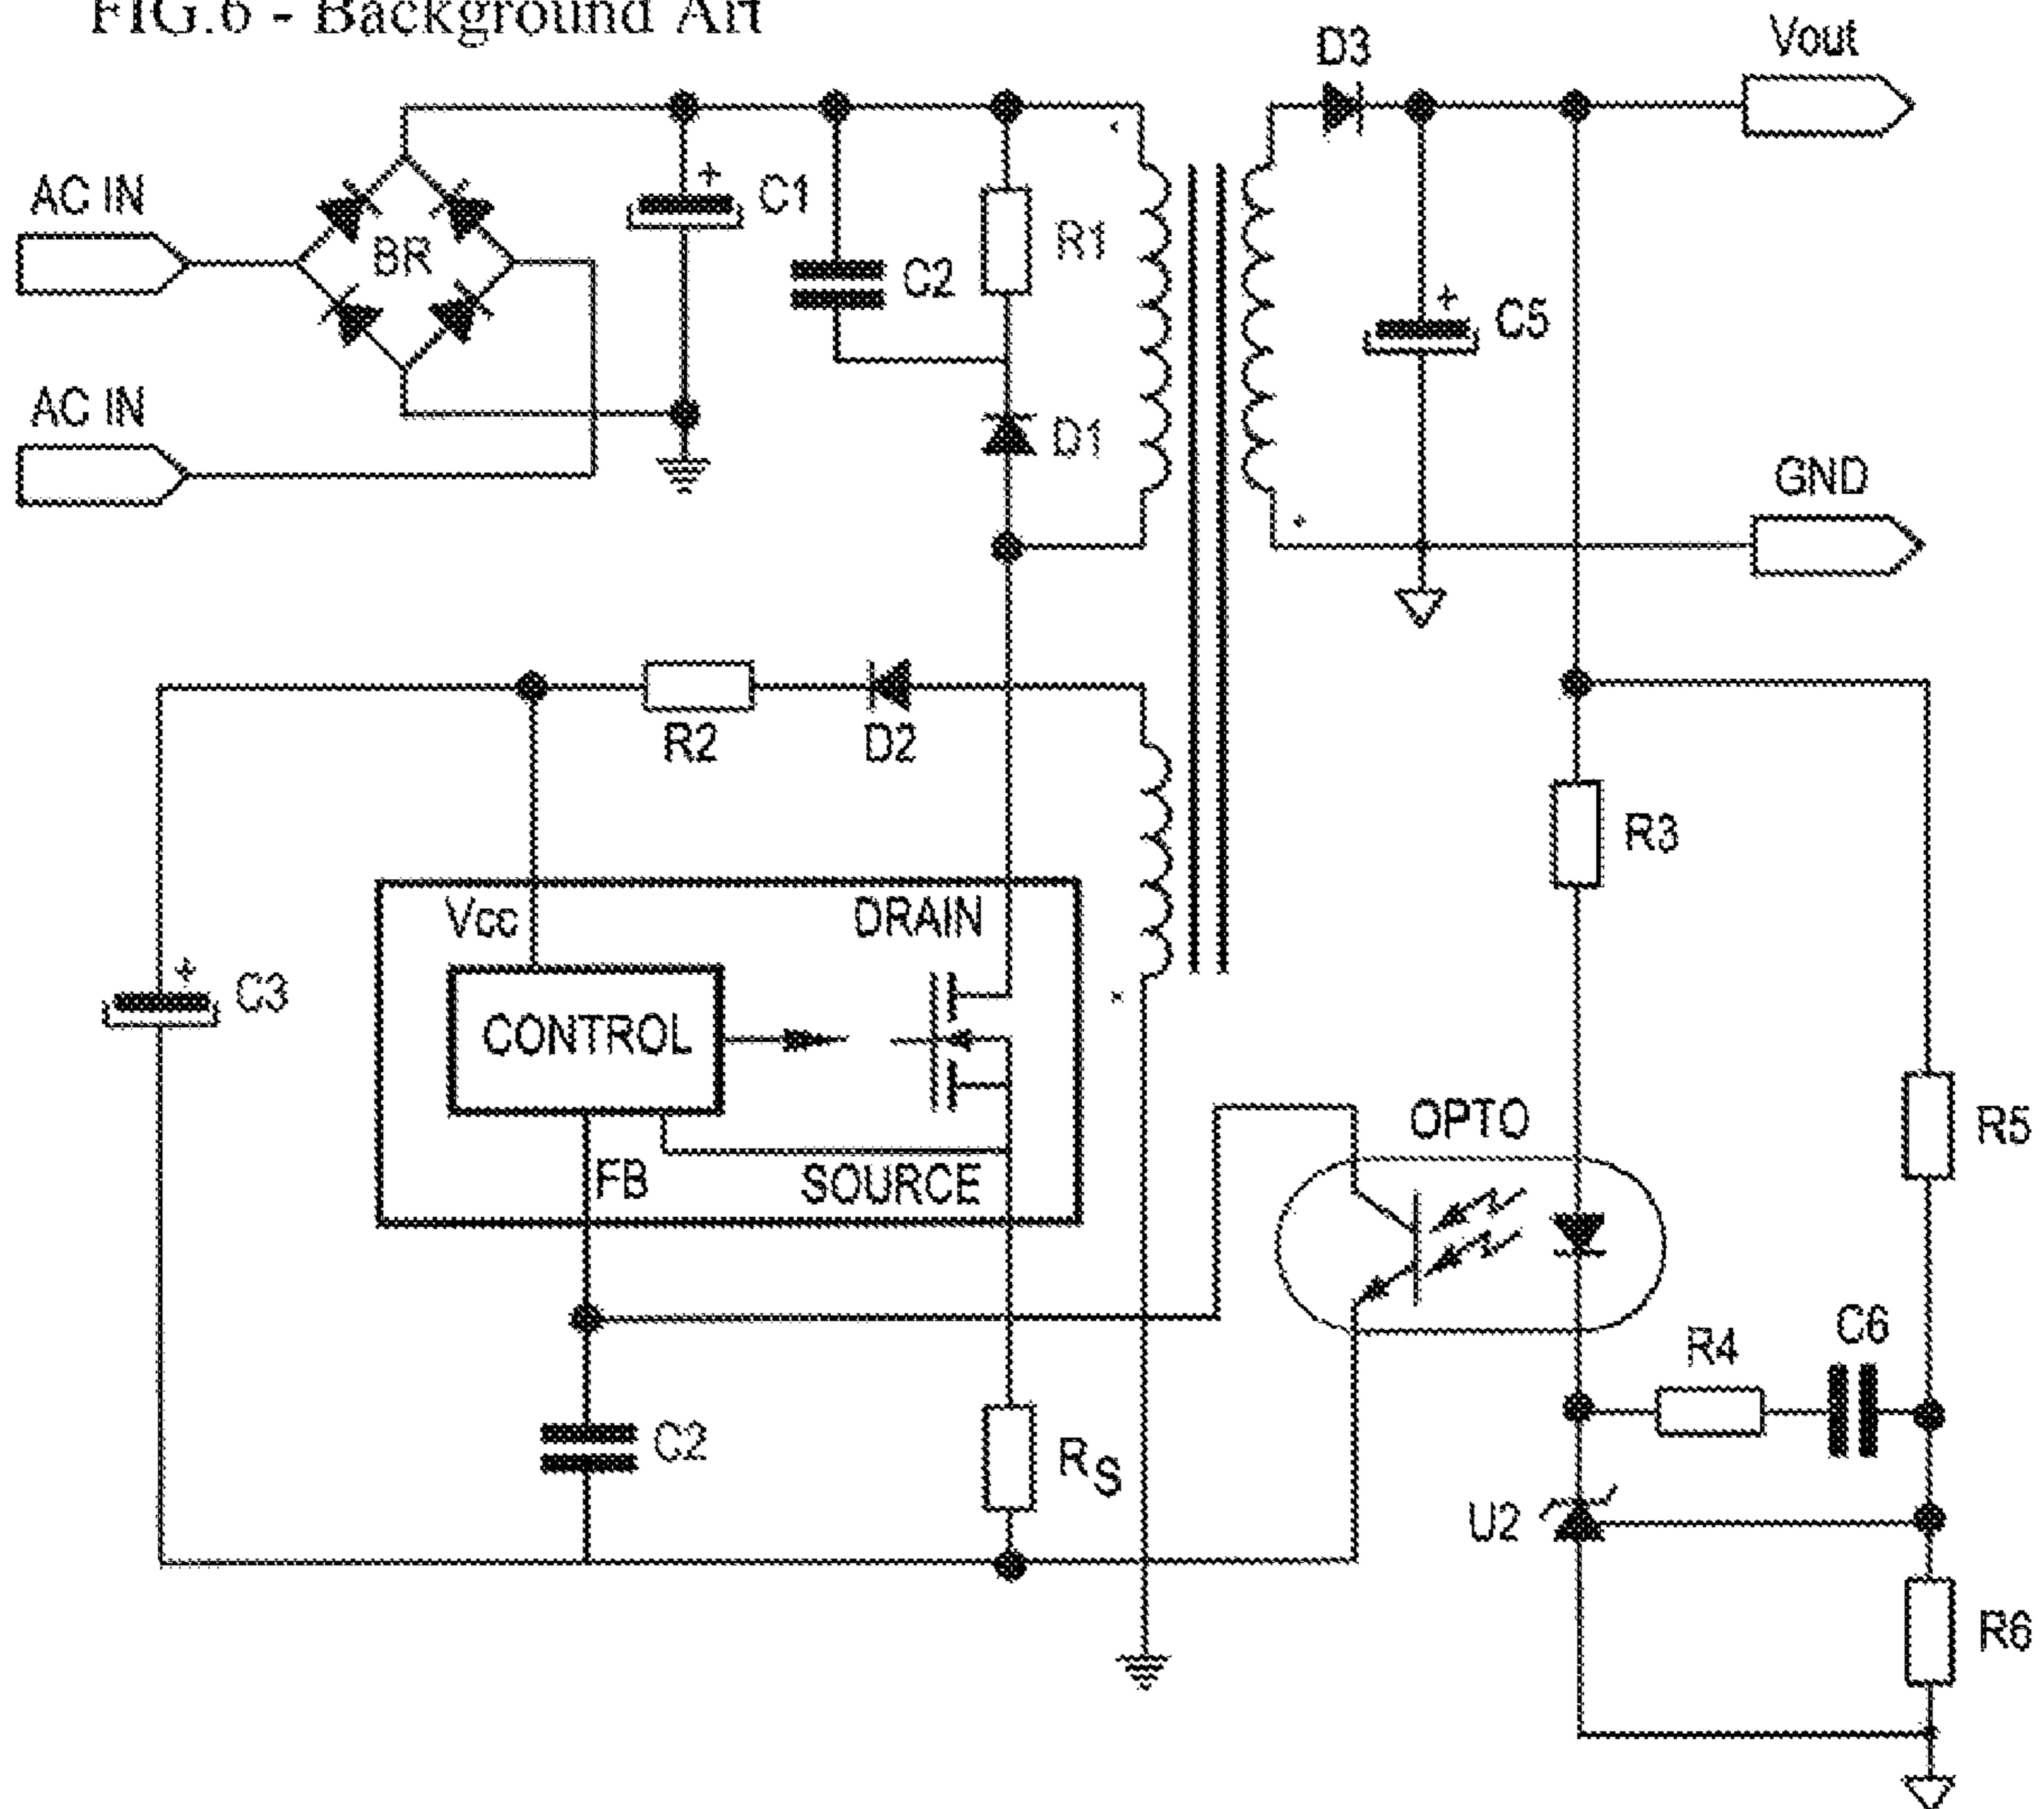 FIG.6 - Background Art
D3
Vout
AC IN
BR
C1
C2
R1
C5
AC IN
D1
GND
R2
D2
R3
Vcc
DRAIN
C3
CONTROL
OPTO
R5
FB
SOURCE
R4
C6
C2
RS
U2
R6